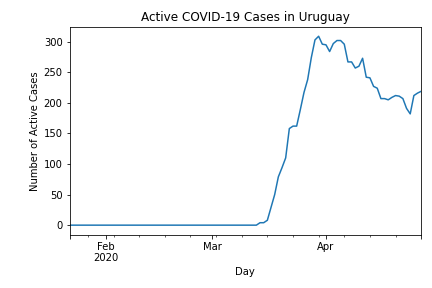 Active COVID-19 Cases in Uruguay
Number of Active Cases
300
250
200
150
100
50
0
Feb
2020
Mar
Apr
Day